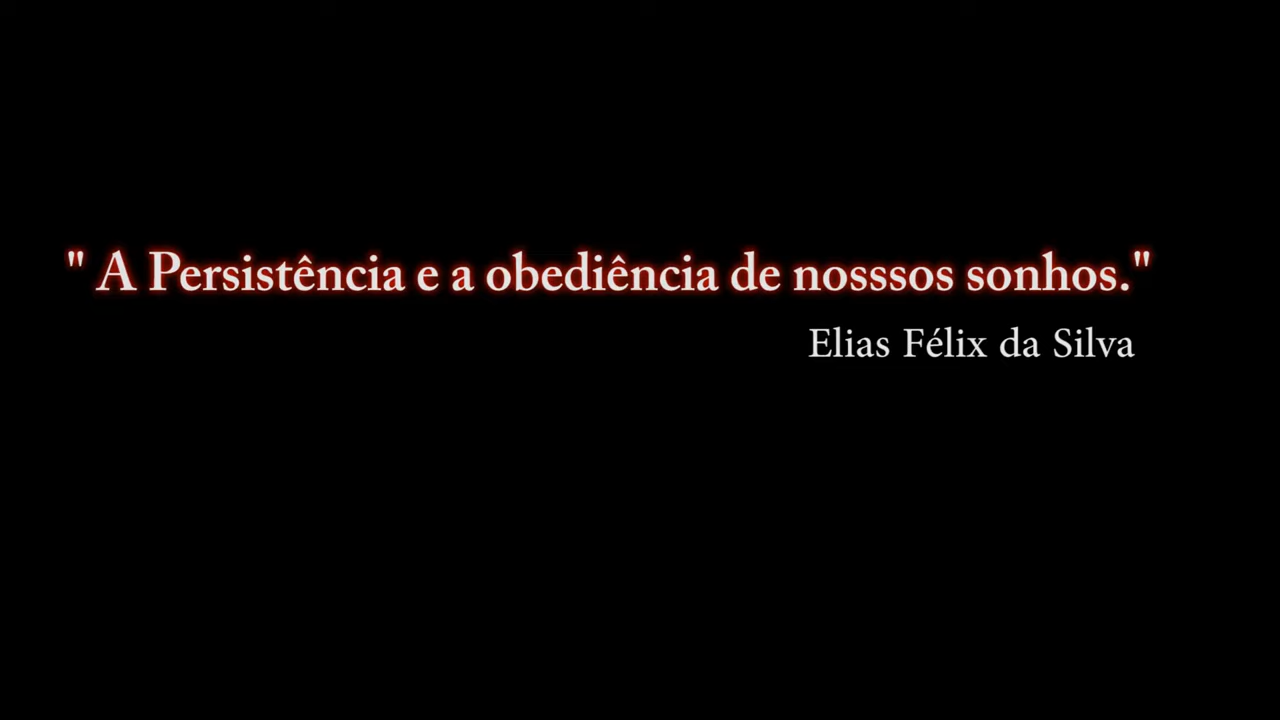 " A Persistência e a obediência de nosssos sonhos."
Elias Félix da Silva